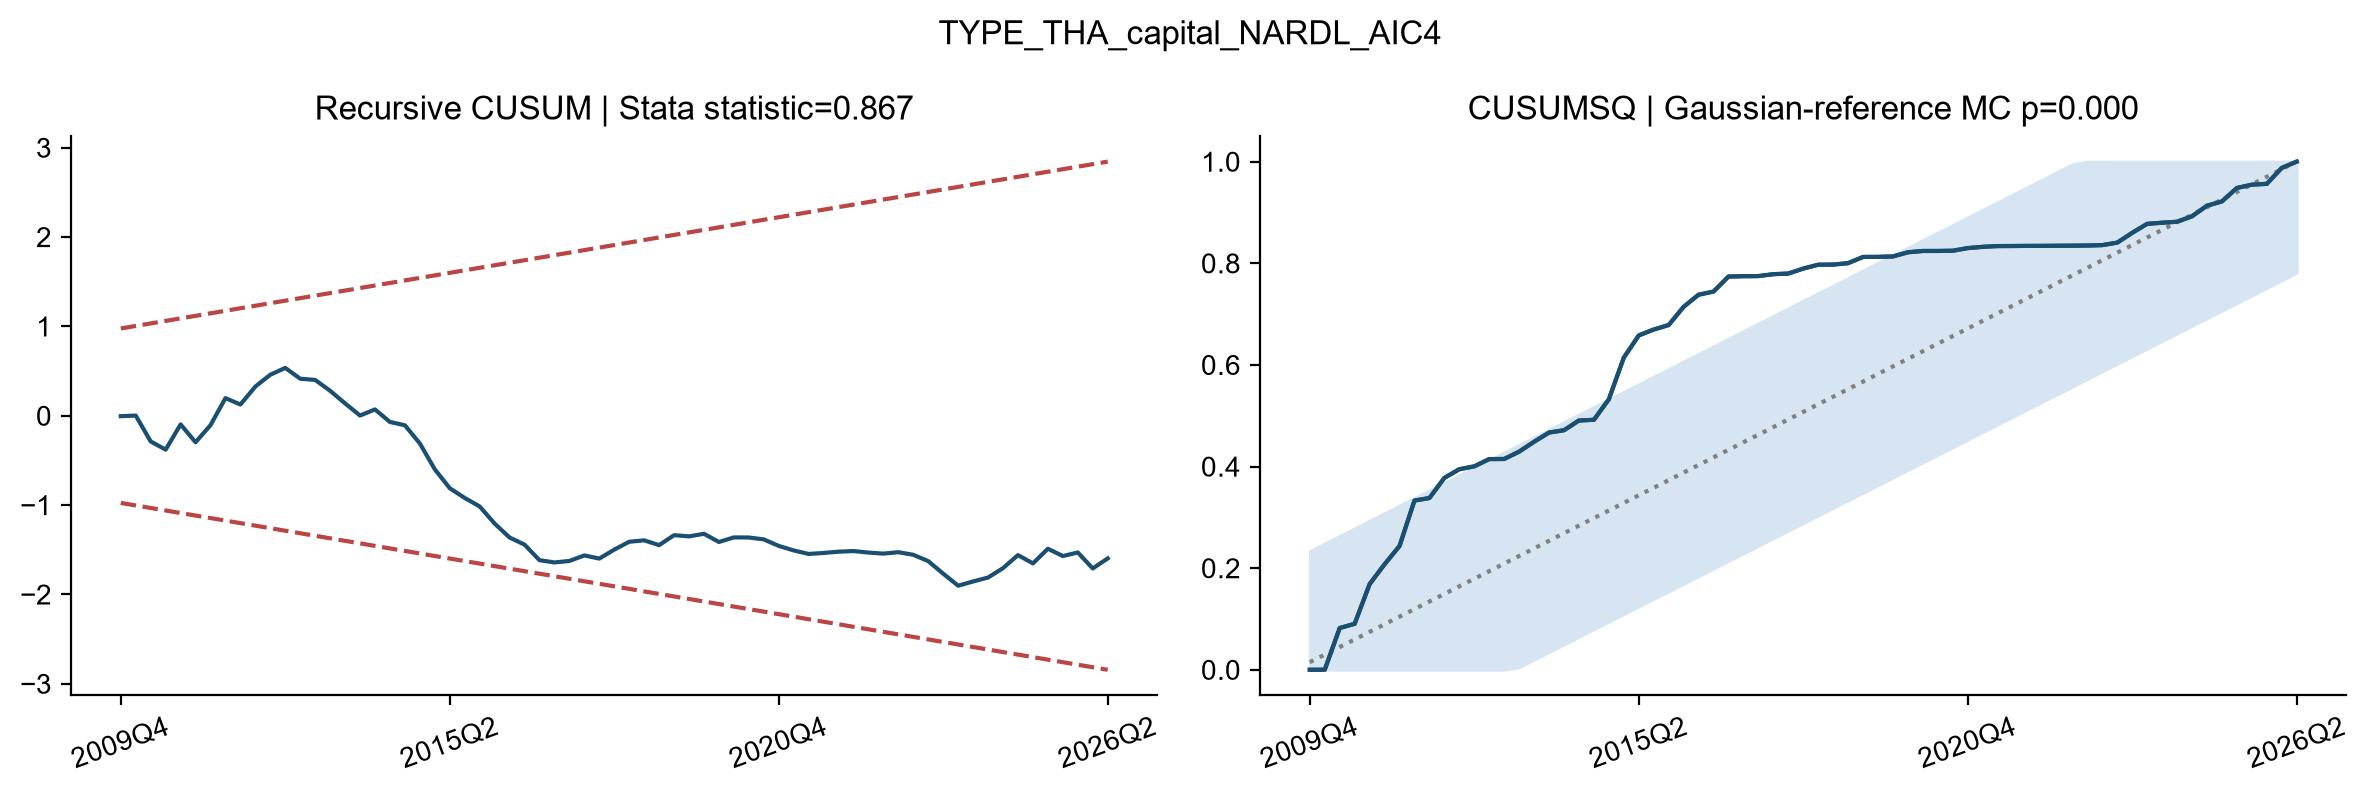 TYPE_THA_capital_NARDL_AIC4
Recursive CUSUM | Stata statistic=0.867
3
2
1
0
−1
−2
−3
2009Q4
2015Q2
2020Q4
2026Q2
CUSUMSQ | Gaussian-reference MC p=0.000
1.0
0.8
0.6
0.4
0.2
0.0
2009Q4
2015Q2
2020Q4
2026Q2